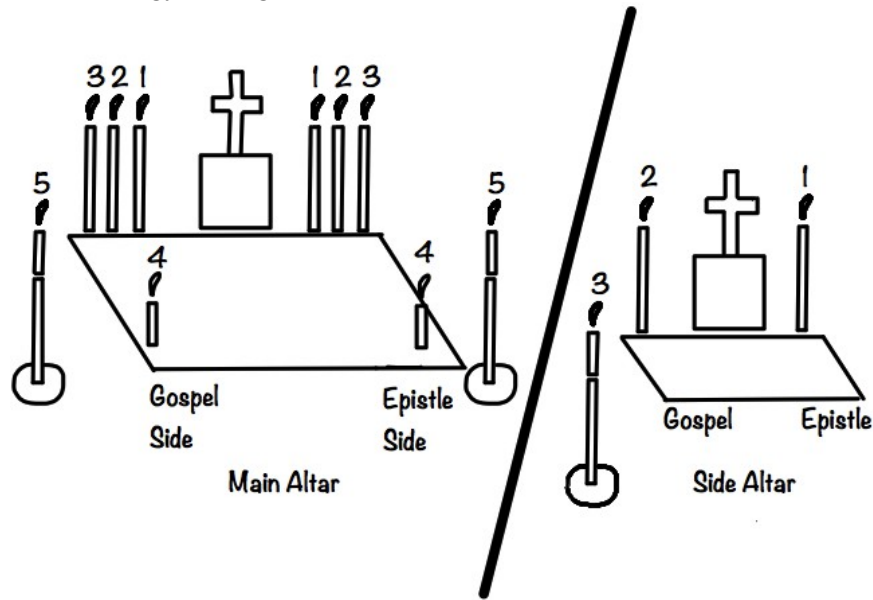 3 2 1 1 2 3
5 5
4 4
Gospel Side
Epistle Side
Main Altar
2 1
3
Gospel Epistle
Side Altar